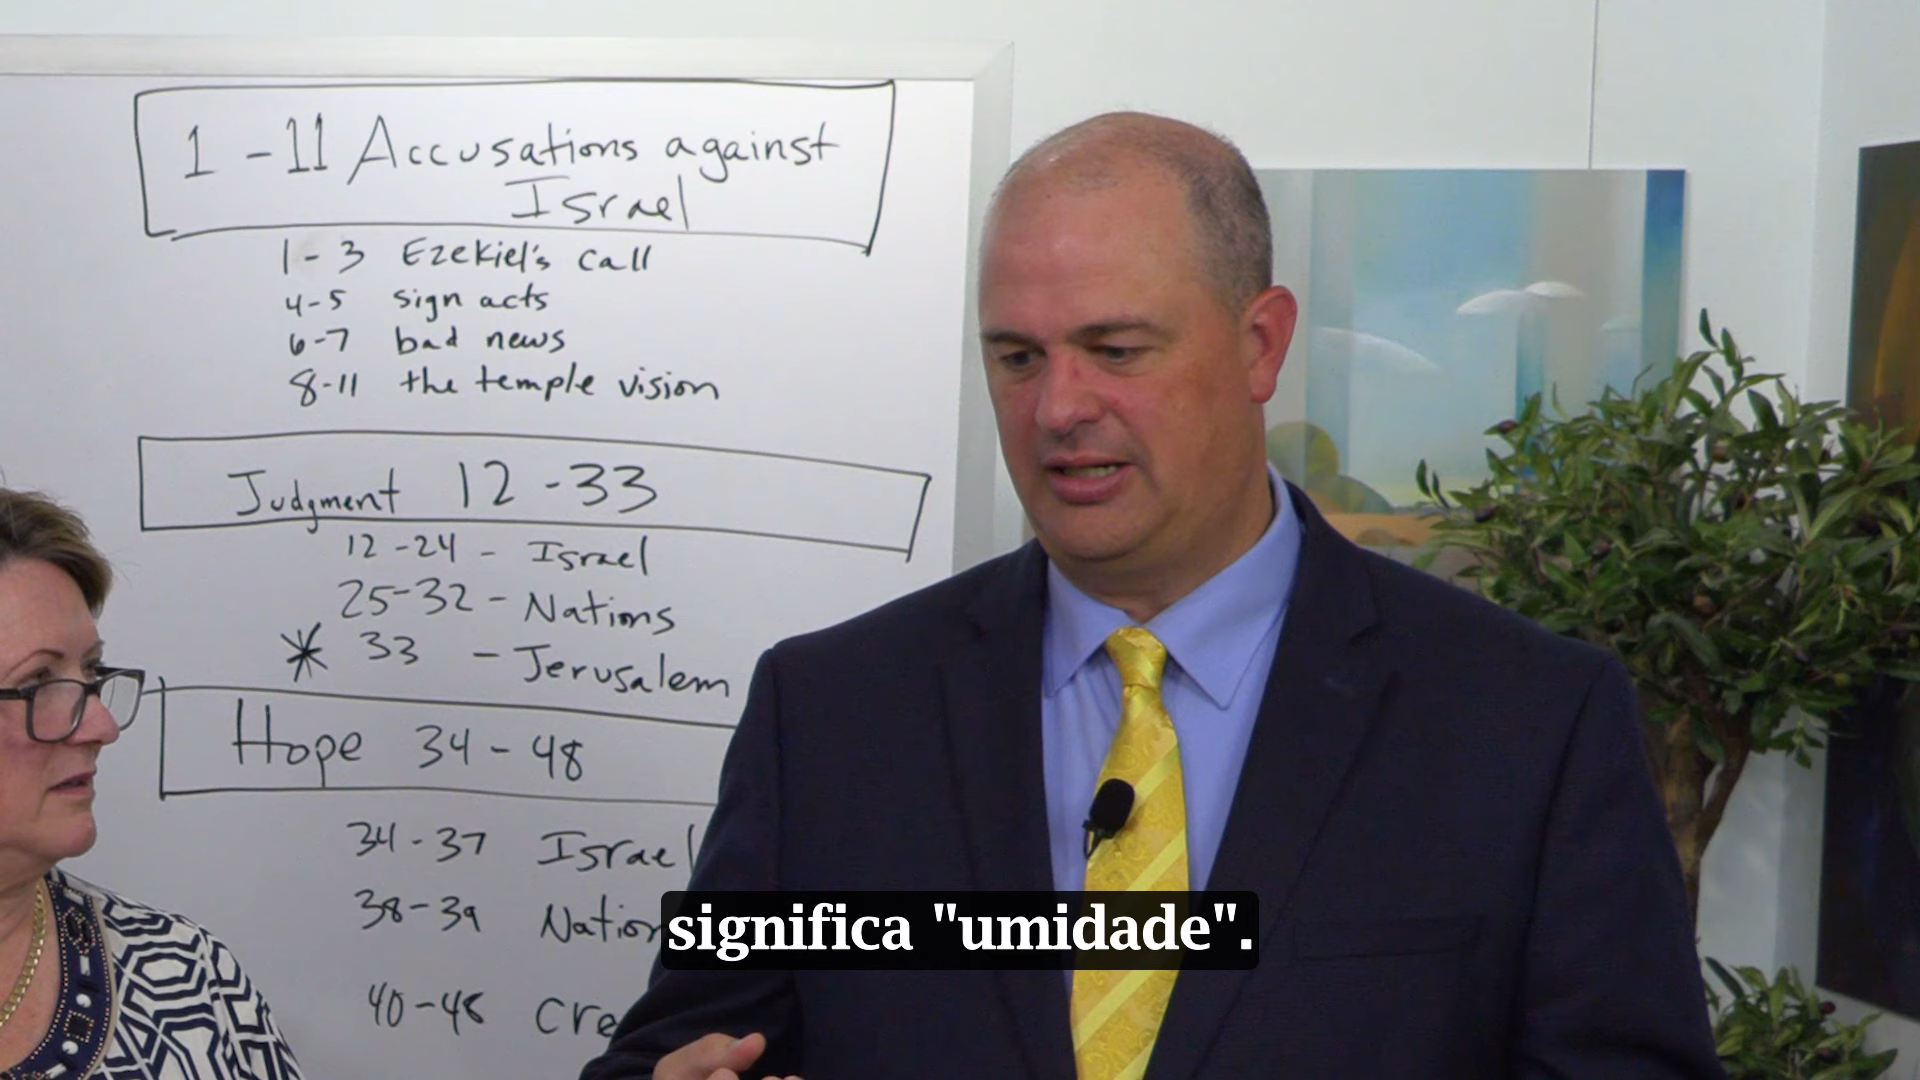 1 - 11 Accusations against
Israel
1 - 3 Ezekiel's call
4-5 sign acts
6-7 bad news
8-11 the temple vision
Judgment 12 - 33
12 - 24 - Israel
25-32 - Nations
* 33 - Jerusalem
Hope 34 - 48
34 - 37 Israel
38 - 39
40 - 48
significa "umidade".